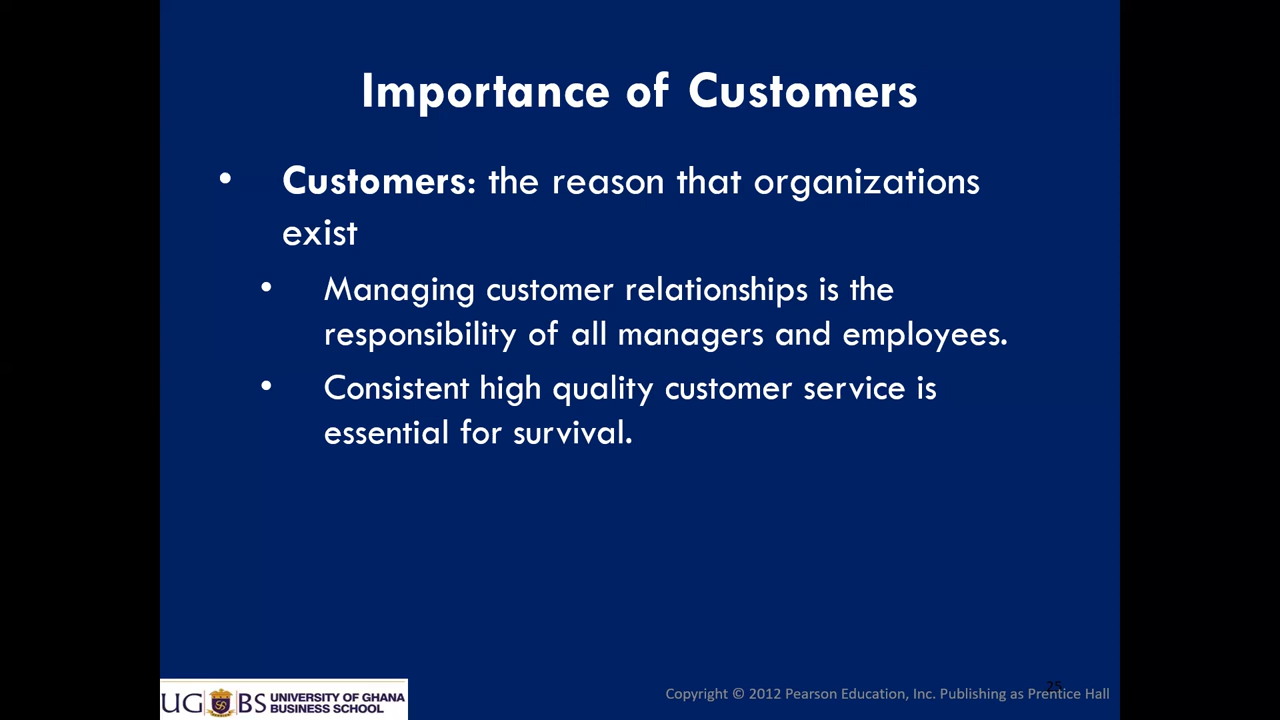 Importance of Customers
• Customers: the reason that organizations
exist
• Managing customer relationships is the
responsibility of all managers and employees.
• Consistent high quality customer service is
essential for survival.
25
UGBS UNIVERSITY OF GHANA
BUSINESS SCHOOL
Copyright © 2012 Pearson Education, Inc. Publishing as Prentice Hall